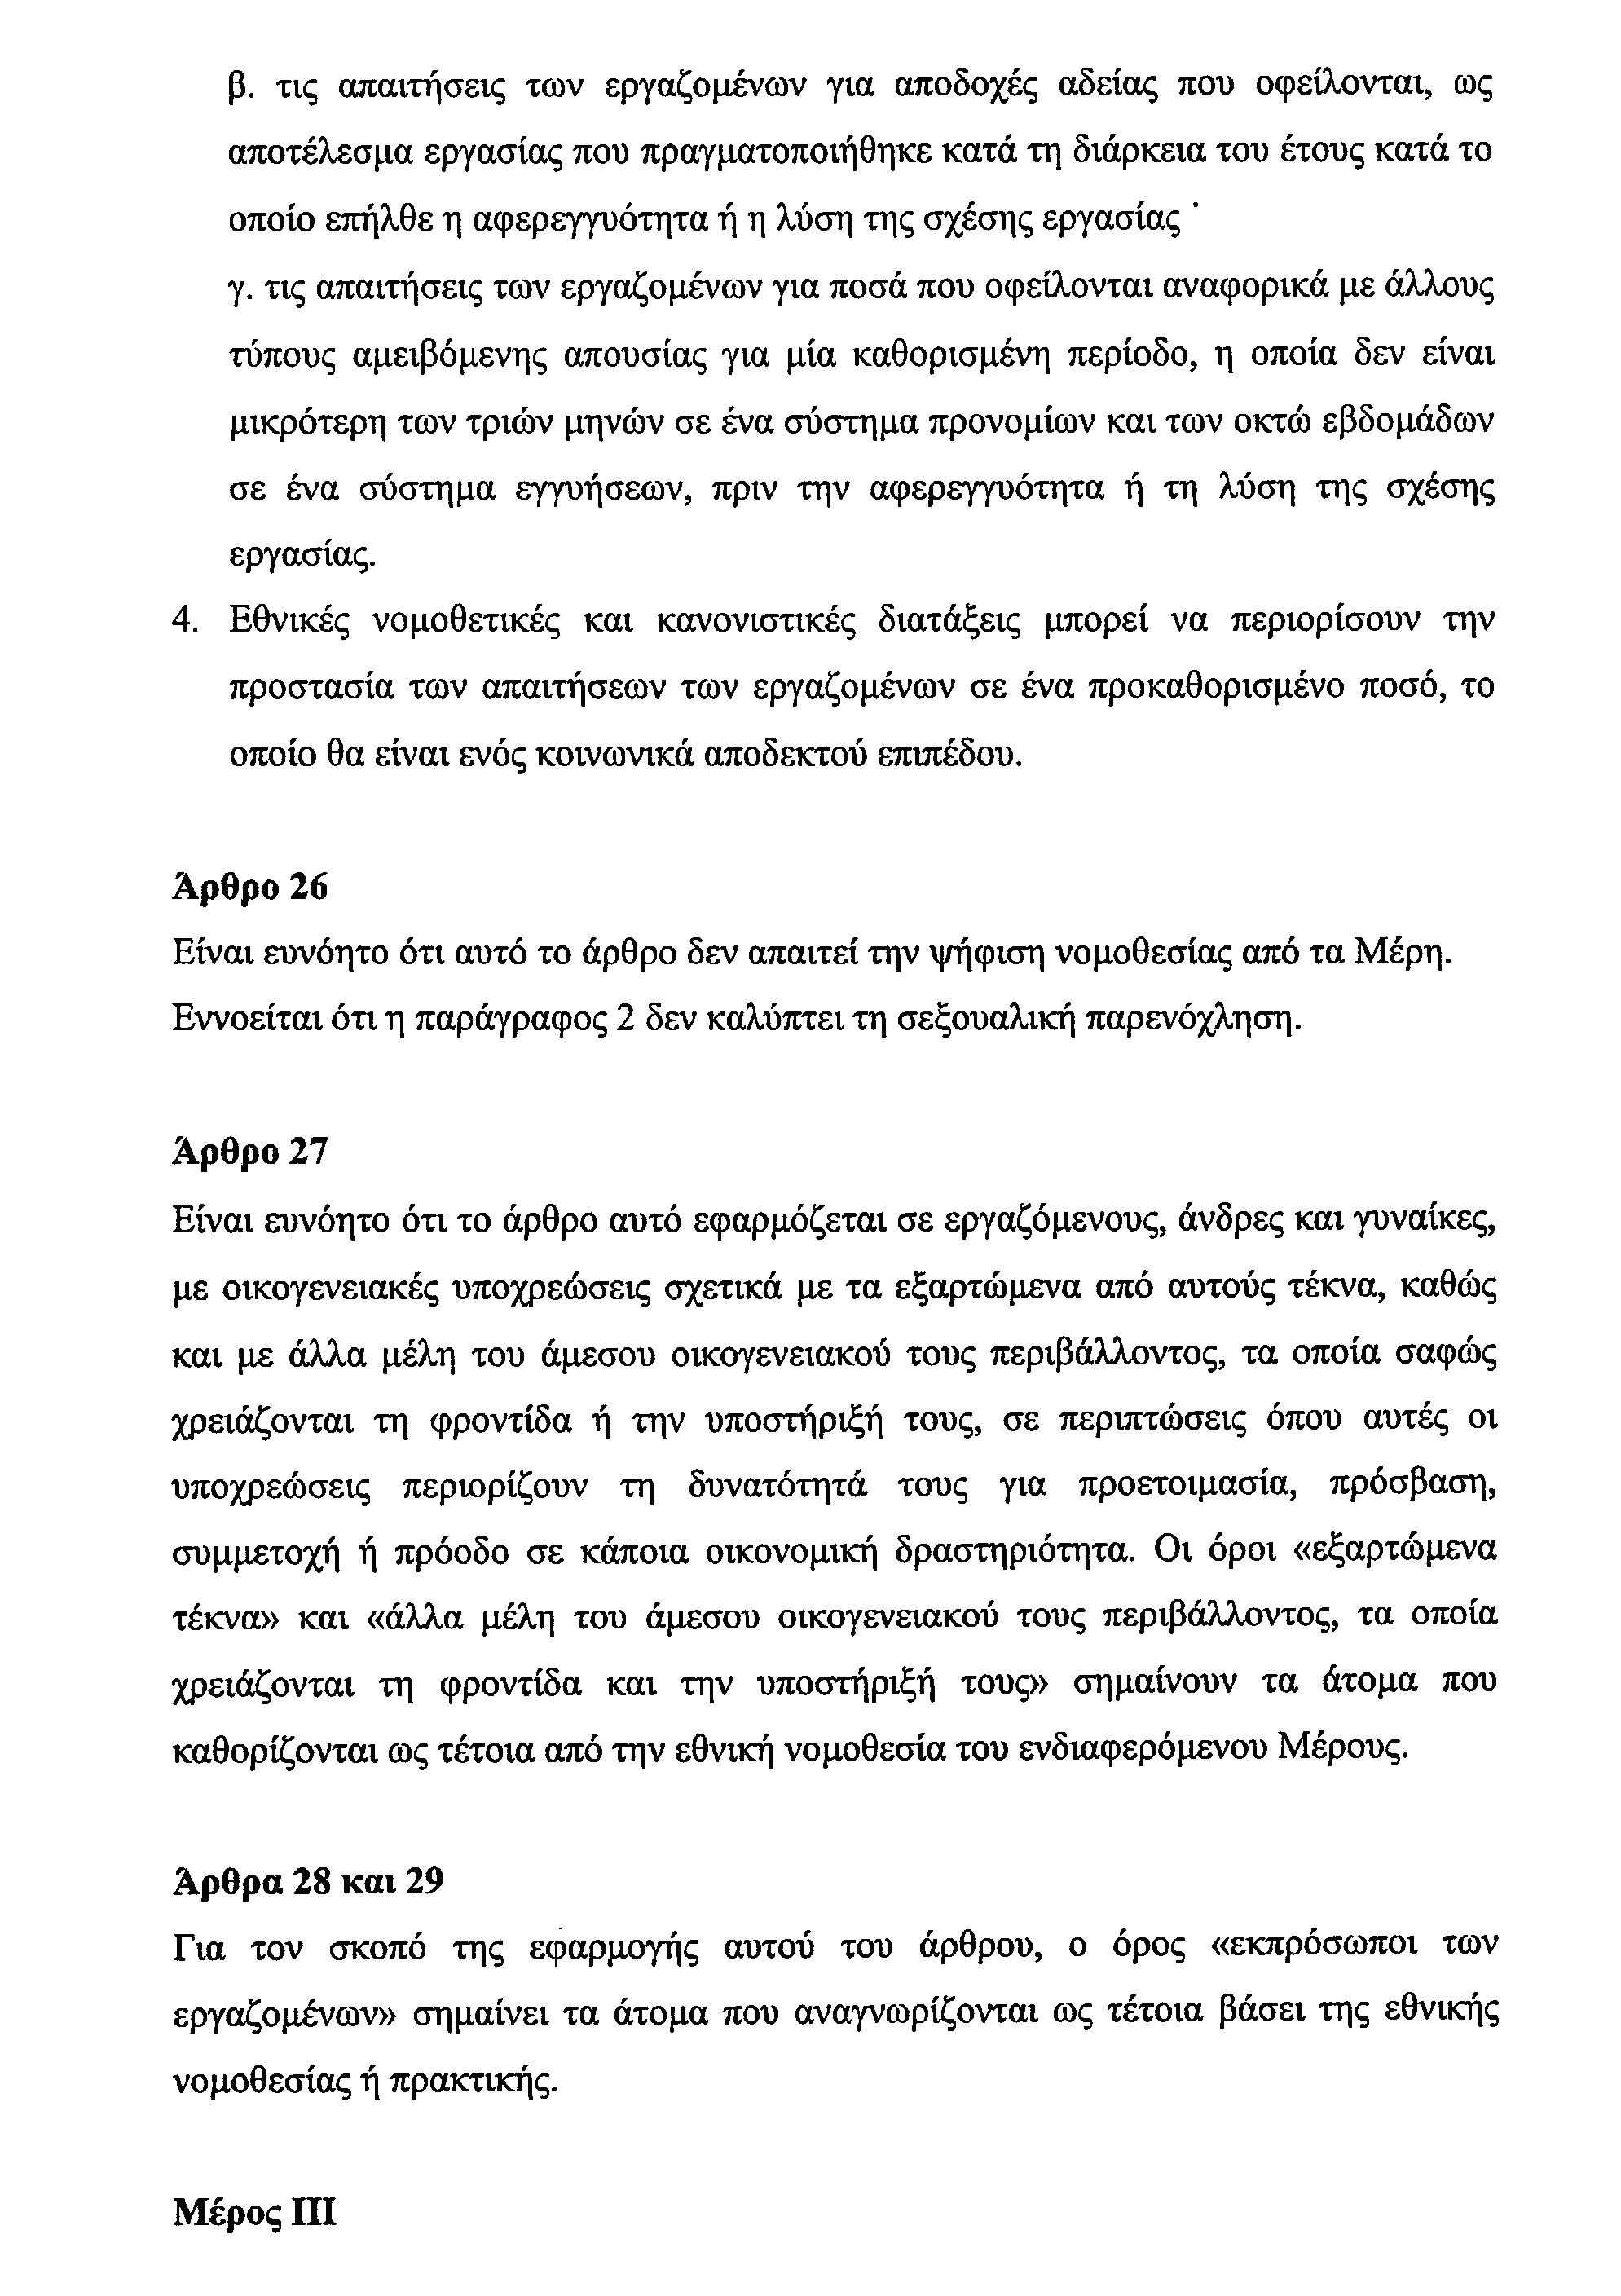 β. τις απαιτήσεις των εργαζομένων για αποδοχές αδείας που οφείλονται, ως
αποτέλεσμα εργασίας που πραγματοποιήθηκε κατά τη διάρκεια του έτους κατά το
οποίο επήλθε η αφερεγγυότητα ή η λύση της σχέσης εργασίας ˙
γ. τις απαιτήσεις των εργαζομένων για ποσά που οφείλονται αναφορικά με άλλους
τύπους αμειβόμενης απουσίας για μία καθορισμένη περίοδο, η οποία δεν είναι
μικρότερη των τριών μηνών σε ένα σύστημα προνομίων και των οκτώ εβδομάδων
σε ένα σύστημα εγγυήσεων, πριν την αφερεγγυότητα ή τη λύση της σχέσης
εργασίας.
4. Εθνικές νομοθετικές και κανονιστικές διατάξεις μπορεί να περιορίσουν την
προστασία των απαιτήσεων των εργαζομένων σε ένα προκαθορισμένο ποσό, το
οποίο θα είναι ενός κοινωνικά αποδεκτού επιπέδου.
Άρθρο 26
Είναι ευνόητο ότι αυτό το άρθρο δεν απαιτεί την ψήφιση νομοθεσίας από τα Μέρη.
Εννοείται ότι η παράγραφος 2 δεν καλύπτει τη σεξουαλική παρενόχληση.
Άρθρο 27
Είναι ευνόητο ότι το άρθρο αυτό εφαρμόζεται σε εργαζόμενους, άνδρες και γυναίκες,
με οικογενειακές υποχρεώσεις σχετικά με τα εξαρτώμενα από αυτούς τέκνα, καθώς
και με άλλα μέλη του άμεσου οικογενειακού τους περιβάλλοντος, τα οποία σαφώς
χρειάζονται τη φροντίδα ή την υποστήριξή τους, σε περιπτώσεις όπου αυτές οι
υποχρεώσεις περιορίζουν τη δυνατότητά τους για προετοιμασία, πρόσβαση,
συμμετοχή ή πρόοδο σε κάποια οικονομική δραστηριότητα. Οι όροι «εξαρτώμενα
τέκνα» και «άλλα μέλη του άμεσου οικογενειακού τους περιβάλλοντος, τα οποία
χρειάζονται τη φροντίδα και την υποστήριξή τους» σημαίνουν τα άτομα που
καθορίζονται ως τέτοια από την εθνική νομοθεσία του ενδιαφερόμενου Μέρους.
Άρθρα 28 και 29
Για τον σκοπό της εφαρμογής αυτού του άρθρου, ο όρος «εκπρόσωποι των
εργαζομένων» σημαίνει τα άτομα που αναγνωρίζονται ως τέτοια βάσει της εθνικής
νομοθεσίας ή πρακτικής.
Μέρος ΙΙΙ